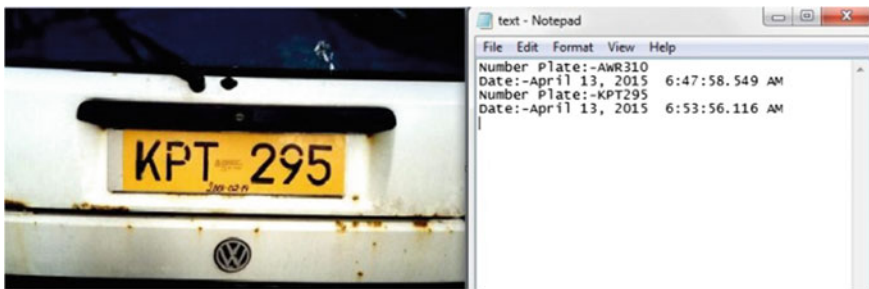 KPT 295
text - Notepad
File Edit Format View Help
Number Plate:-AWR310
Date:-April 13, 2015 6:47:58.549 AM
Number Plate:-KPT295
Date:-April 13, 2015 6:53:56.116 AM